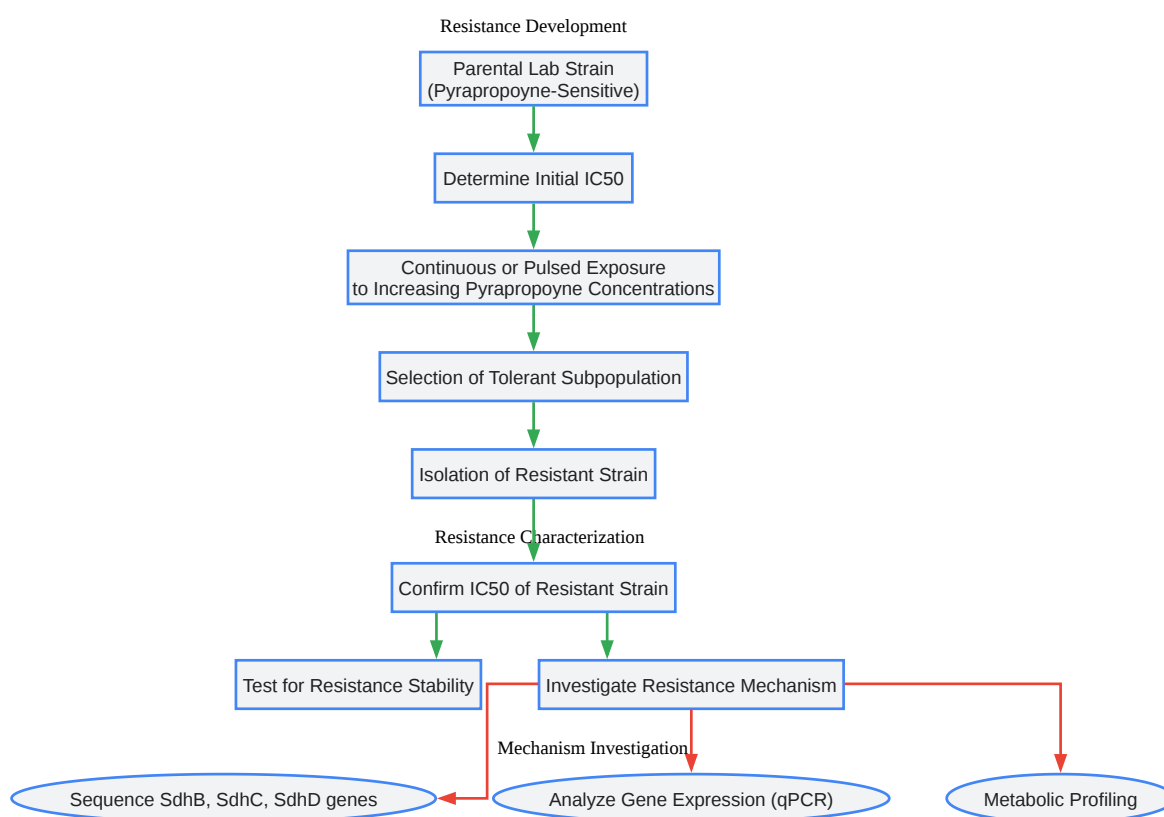 Resistance Development
Parental Lab Strain
(Pyrapropoyne-Sensitive)
Determine Initial IC50
Continuous or Pulsed Exposure
to Increasing Pyrapropoyne Concentrations
Selection of Tolerant Subpopulation
Isolation of Resistant Strain
Resistance Characterization
Confirm IC50 of Resistant Strain
Test for Resistance Stability
Investigate Resistance Mechanism
Mechanism Investigation
Sequence SdhB, SdhC, SdhD genes
Analyze Gene Expression (qPCR)
Metabolic Profiling